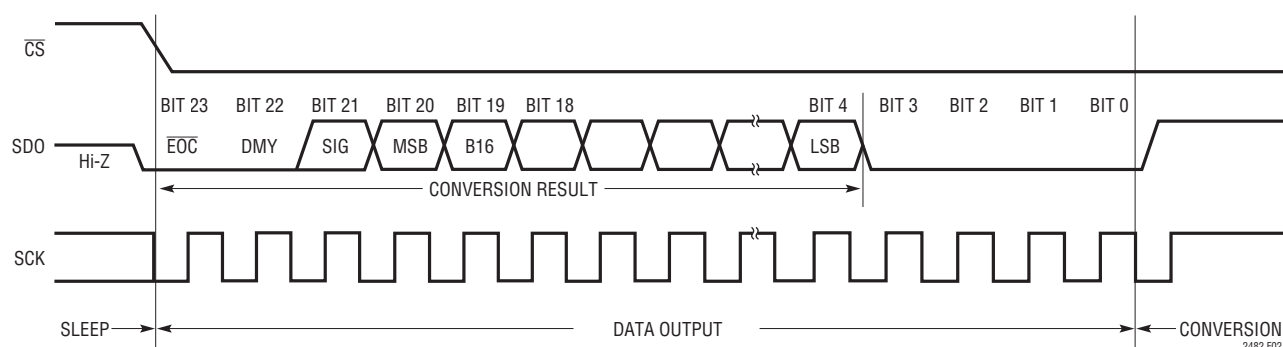 CS
BIT 23 BIT 22 BIT 21 BIT 20 BIT 19 BIT 18 BIT 4 BIT 3 BIT 2 BIT 1 BIT 0
SDO Hi-Z EOC DMY SIG MSB B16 LSB
CONVERSION RESULT
SCK
SLEEP DATA OUTPUT CONVERSION
2482 F02